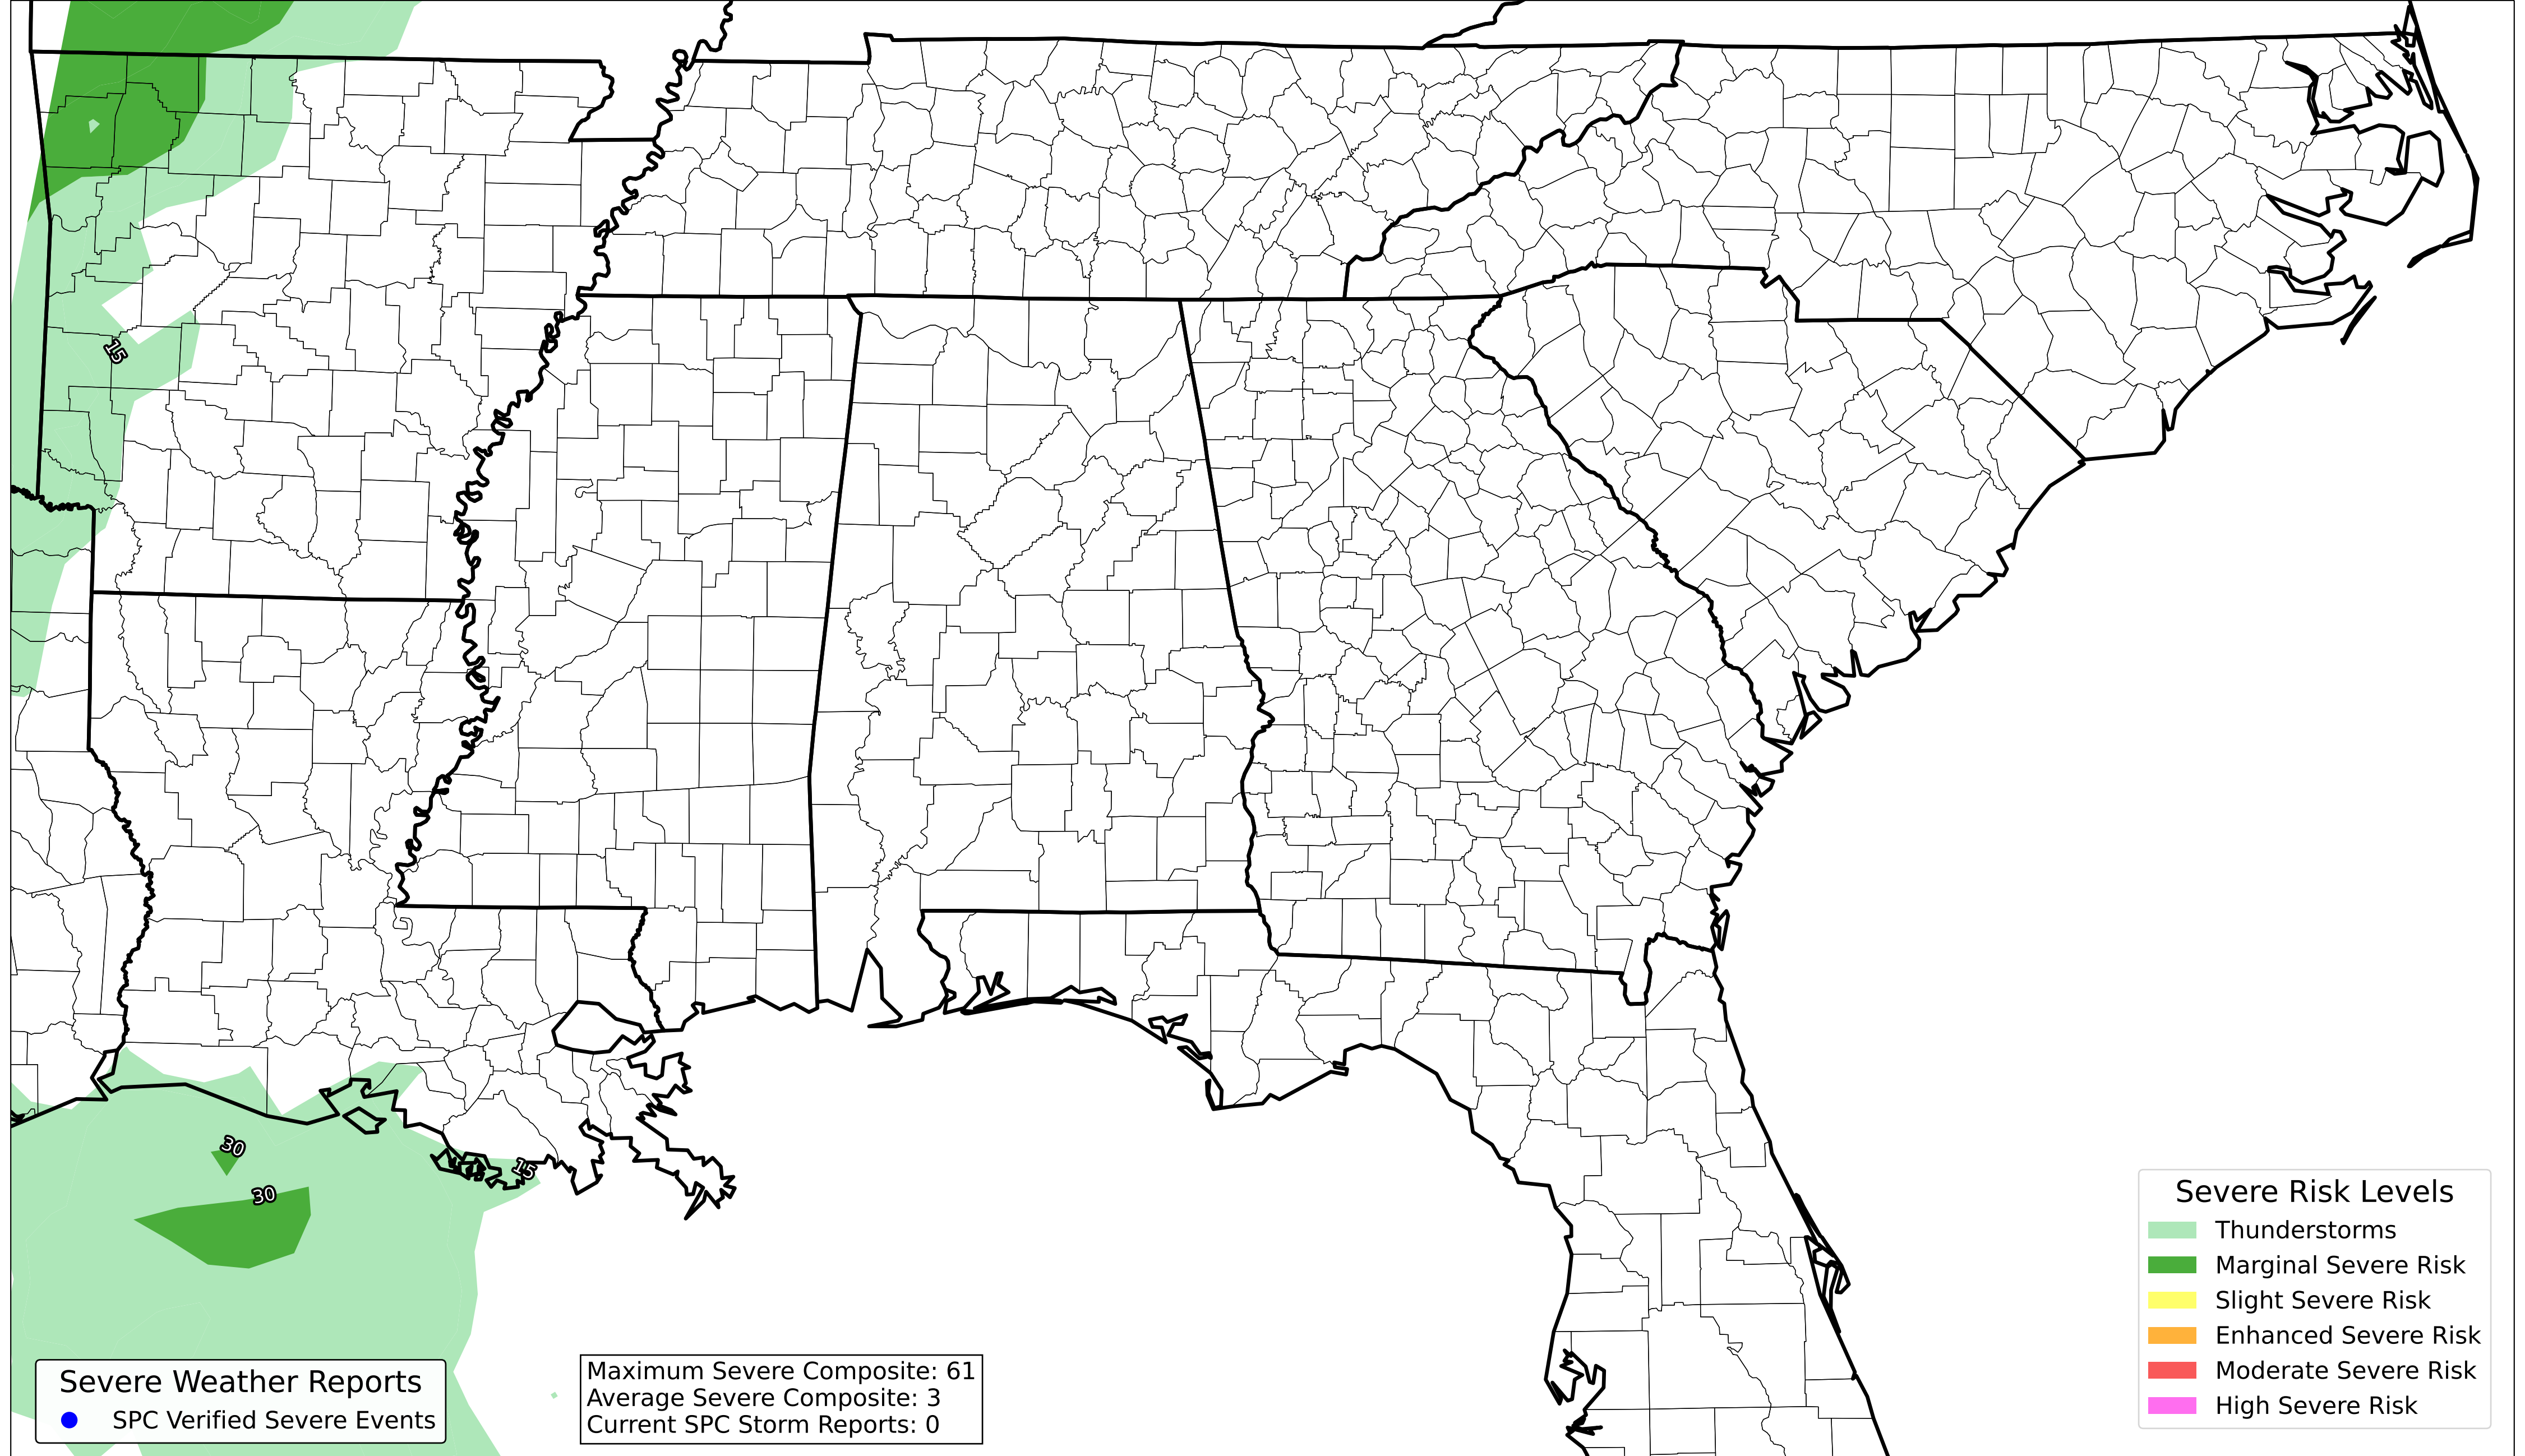 15
30
15
30
Severe Weather Reports
SPC Verified Severe Events
Maximum Severe Composite: 61
Average Severe Composite: 3
Current SPC Storm Reports: 0
Severe Risk Levels
Thunderstorms
Marginal Severe Risk
Slight Severe Risk
Enhanced Severe Risk
Moderate Severe Risk
High Severe Risk